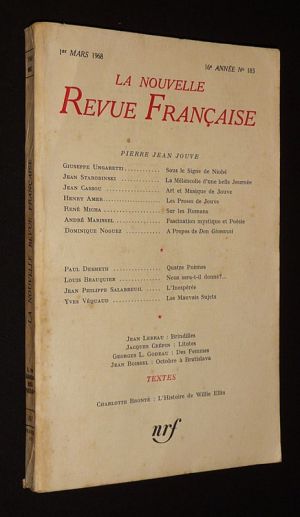 1er MARS 1968
16e ANNÉE No 183
LA NOUVELLE
REVUE FRANÇAISE
PIERRE JEAN JOUVE
GIUSEPPE UNGARETTI............ Sous le Signe de Niobé
JEAN STAROBINSKI............ La Mélancolie d'une belle Journée
JEAN CASSOU............ Art et Musique de Jouve
HENRY AMER............ Les Proses de Jouve
RENÉ MICHA............ Sur les Romans
ANDRÉ MARISSEL............ Fascination mystique et Poésie
DOMINIQUE NOGUEZ............ A Propos de Don Giovanni
PAUL DESMETH............ Quatre Poèmes
LOUIS BRAUQUIER............ Nous sera-t-il donné?...
JEAN PHILIPPE SALABREUIL.... L'Inespérée
YVES VÉQUAUD............ Les Mauvais Sujets
JEAN LEBRAU : Brindilles
JACQUES CRÉPIN : Litotes
GEORGES L. GODEAU : Des Femmes
JEAN BOISSEL : Octobre à Bratislava
TEXTES
CHARLOTTE BRONTË : L'Histoire de Willie Ellin
nrf
LA NOUVELLE REVUE FRANÇAISE